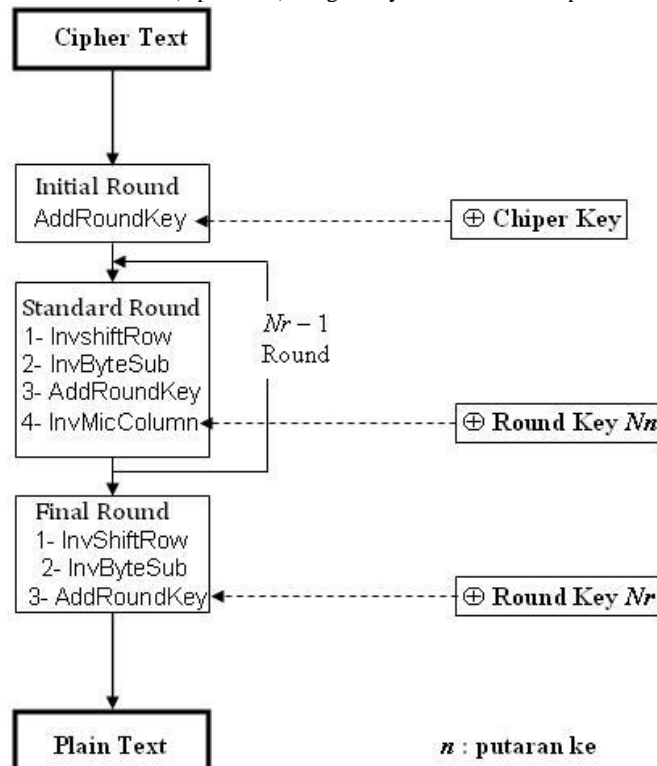 Cipher Text
Initial Round
AddRoundKey
⊕ Chiper Key
Standard Round
1- InvshiftRow
2- InvByteSub
3- AddRoundKey
4- InvMicColumn
Nr – 1
Round
⊕ Round Key Nn
Final Round
1- InvShiftRow
2- InvByteSub
3- AddRoundKey
⊕ Round Key Nr
Plain Text
n : putaran ke